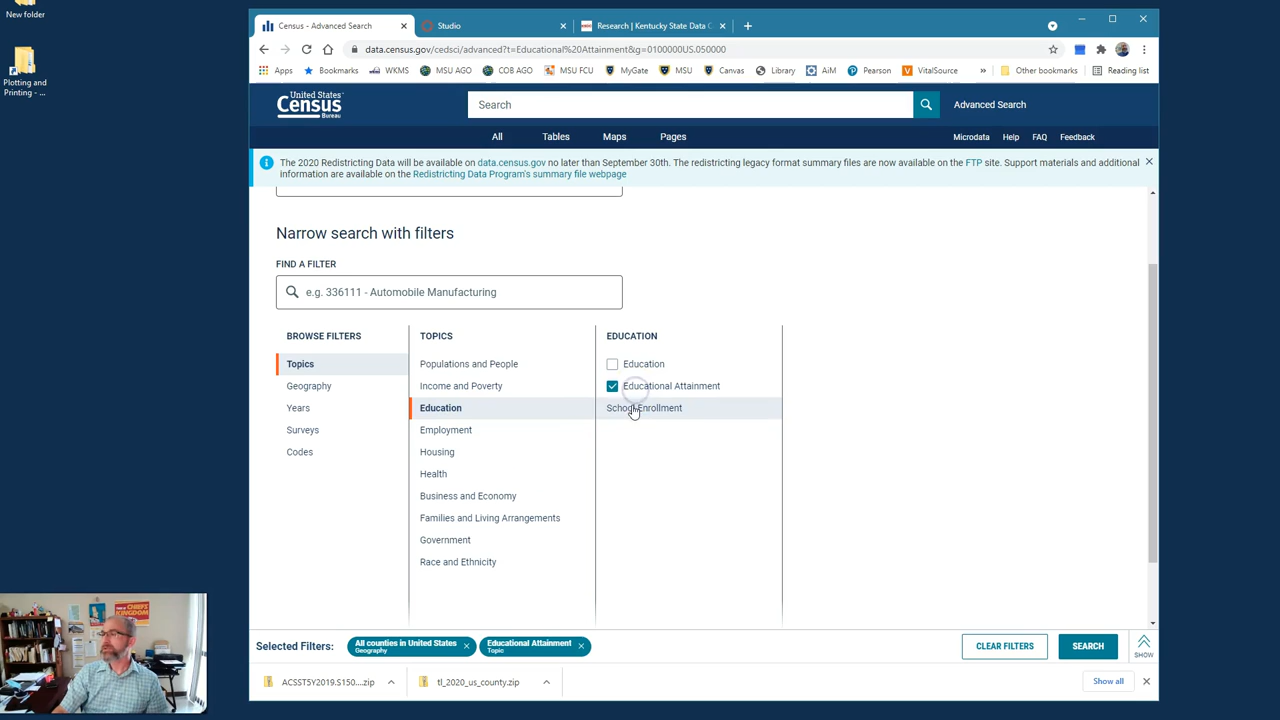 New folder
Plotting and
Printing - ...
Census - Advanced Search
Studio
Research | Kentucky State Data C
data.census.gov/cedsci/advanced?t=Educational%20Attainment&g=0100000US.050000
Apps
Bookmarks
WKMS
MSU AGO
COB AGO
MSU FCU
MyGate
MSU
Canvas
Library
AiM
Pearson
VitalSource
»
Other bookmarks
Reading list
United States®
Census
Bureau
Search
Advanced Search
All
Tables
Maps
Pages
Microdata
Help
FAQ
Feedback
The 2020 Redistricting Data will be available on data.census.gov no later than September 30th. The redistricting legacy format summary files are now available on the FTP site. Support materials and additional
information are available on the Redistricting Data Program's summary file webpage
Narrow search with filters
FIND A FILTER
e.g. 336111 - Automobile Manufacturing
BROWSE FILTERS
Topics
Geography
Years
Surveys
Codes
TOPICS
Populations and People
Income and Poverty
Education
Employment
Housing
Health
Business and Economy
Families and Living Arrangements
Government
Race and Ethnicity
EDUCATION
Education
Educational Attainment
School Enrollment
Selected Filters:
All counties in United States
Geography
Educational Attainment
Topic
CLEAR FILTERS
SEARCH
SHOW
ACSST5Y2019.S150....zip
tl_2020_us_county.zip
Show all
CHIEFS
KINGDOM